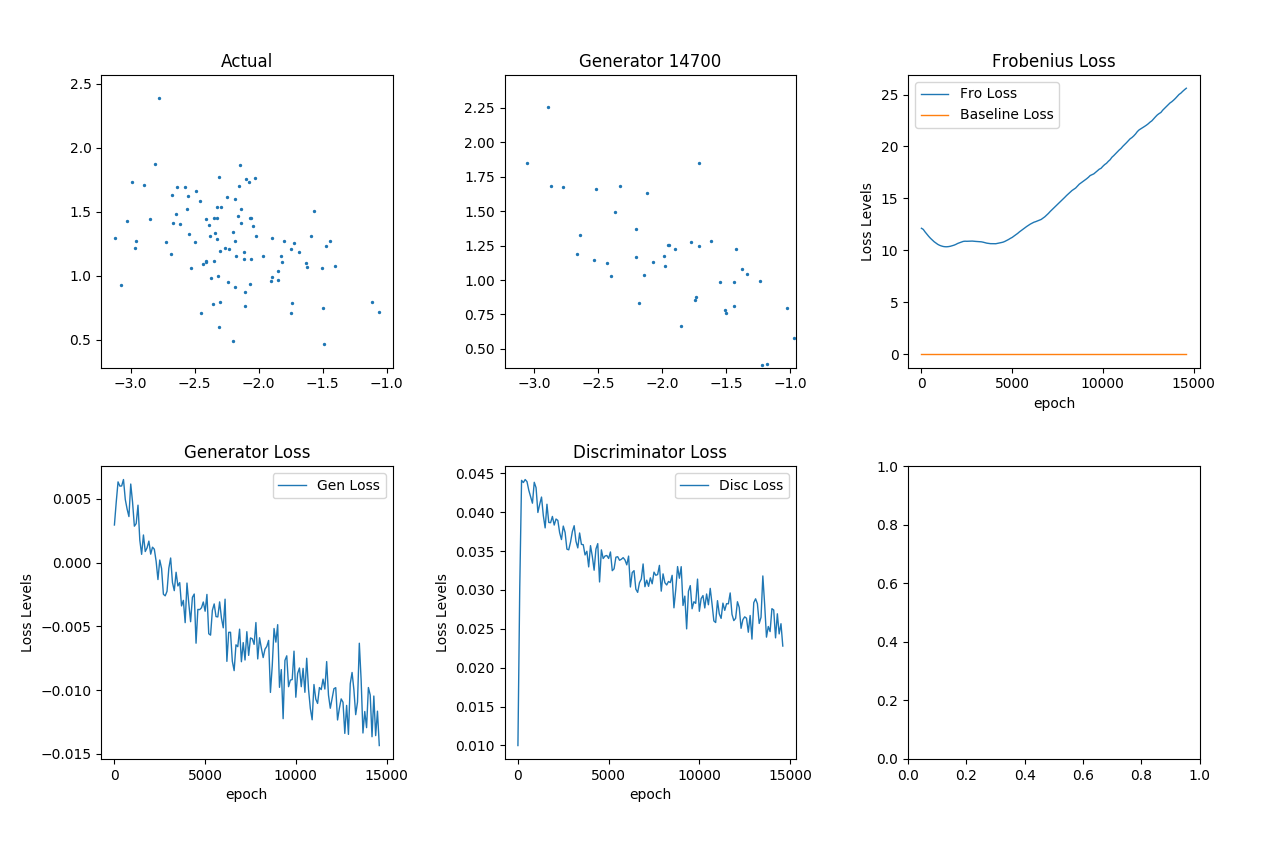 Actual
2.5
2.0
1.5
1.0
0.5
−3.0 −2.5 −2.0 −1.5 −1.0
Generator 14700
2.25
2.00
1.75
1.50
1.25
1.00
0.75
0.50
−3.0 −2.5 −2.0 −1.5 −1.0
Frobenius Loss
Fro Loss
Baseline Loss
Loss Levels
25
20
15
10
5
0
0 5000 10000 15000
epoch
Generator Loss
Gen Loss
Loss Levels
0.005
0.000
−0.005
−0.010
−0.015
0 5000 10000 15000
epoch
Discriminator Loss
Disc Loss
Loss Levels
0.045
0.040
0.035
0.030
0.025
0.020
0.015
0.010
0 5000 10000 15000
epoch
1.0
0.8
0.6
0.4
0.2
0.0
0.0 0.2 0.4 0.6 0.8 1.0